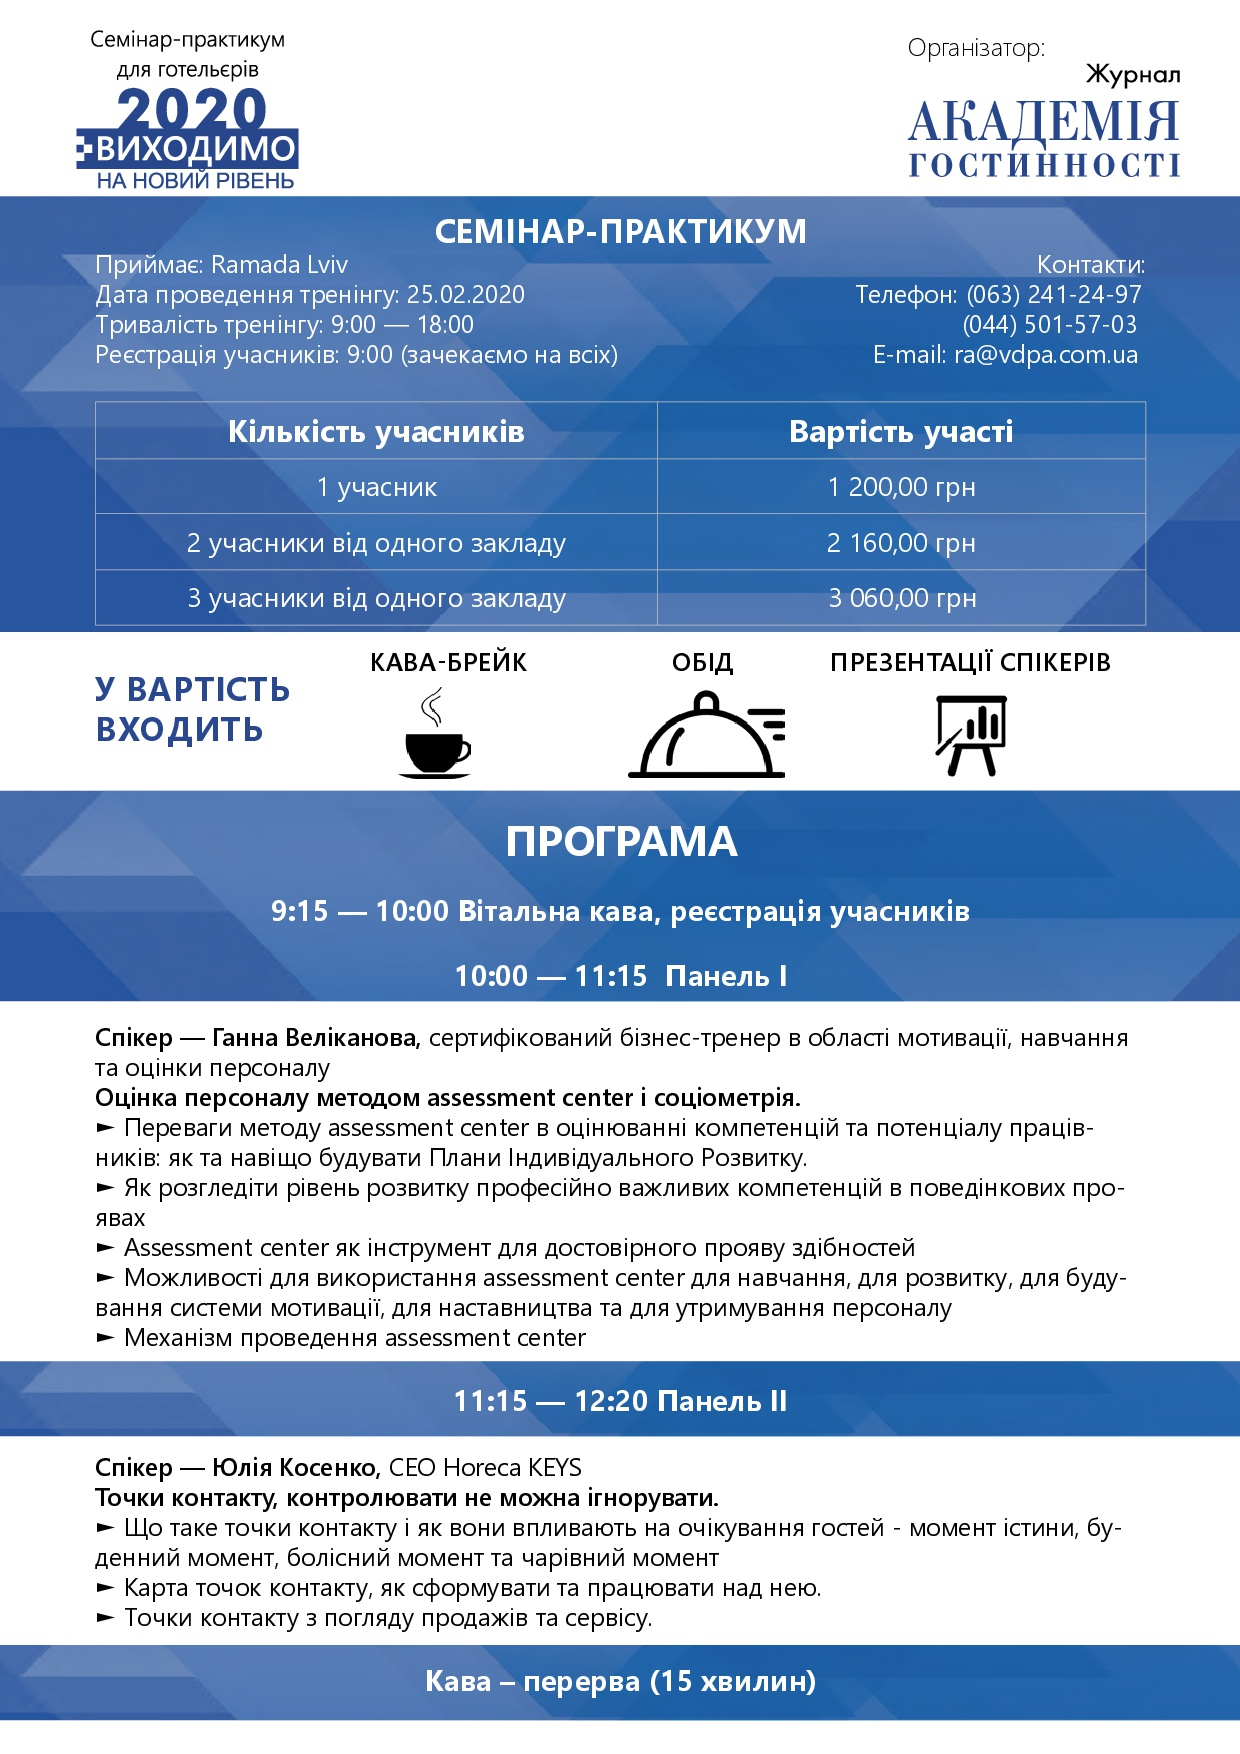 Семінар-практикум
для готельєрів
2020
ВИХОДИМО
НА НОВИЙ РІВЕНЬ
Організатор:
Журнал
АКАДЕМІЯ
ГОСТИННОСТІ
СЕМІНАР-ПРАКТИКУМ
Приймає: Ramada Lviv
Дата проведення тренінгу: 25.02.2020
Тривалість тренінгу: 9:00 — 18:00
Реєстрація учасників: 9:00 (зачекаємо на всіх)
Контакти:
Телефон: (063) 241-24-97
(044) 501-57-03
E-mail: ra@vdpa.com.ua
Кількість учасників Вартість участі
1 учасник 1 200,00 грн
2 учасники від одного закладу 2 160,00 грн
3 учасники від одного закладу 3 060,00 грн
У ВАРТІСТЬ
ВХОДИТЬ
КАВА-БРЕЙК ОБІД ПРЕЗЕНТАЦІЇ СПІКЕРІВ
ПРОГРАМА
9:15 — 10:00 Вітальна кава, реєстрація учасників
10:00 — 11:15 Панель I
Спікер — Ганна Веліканова, сертифікований бізнес-тренер в області мотивації, навчання
та оцінки персоналу
Оцінка персоналу методом assessment center і соціометрія.
► Переваги методу assessment center в оцінюванні компетенцій та потенціалу праців-
ників: як та навіщо будувати Плани Індивідуального Розвитку.
► Як розгледіти рівень розвитку професійно важливих компетенцій в поведінкових про-
явах
► Assessment center як інструмент для достовірного прояву здібностей
► Можливості для використання assessment center для навчання, для розвитку, для буду-
вання системи мотивації, для наставництва та для утримування персоналу
► Механізм проведення assessment center
11:15 — 12:20 Панель II
Спікер — Юлія Косенко, CEO Horeca KEYS
Точки контакту, контролювати не можна ігнорувати.
► Що таке точки контакту і як вони впливають на очікування гостей - момент істини, бу-
денний момент, болісний момент та чарівний момент
► Карта точок контакту, як сформувати та працювати над нею.
► Точки контакту з погляду продажів та сервісу.
Кава – перерва (15 хвилин)